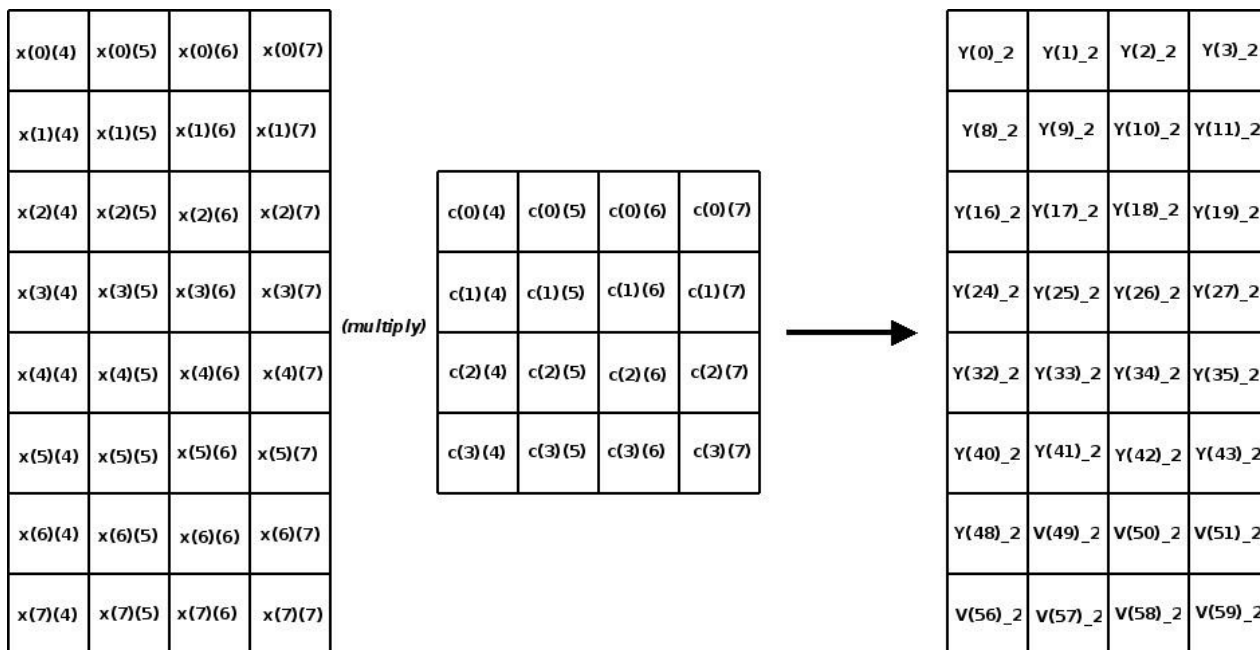 x(0)(4) x(0)(5) x(0)(6) x(0)(7) Y(0)_2 Y(1)_2 Y(2)_2 Y(3)_2
x(1)(4) x(1)(5) x(1)(6) x(1)(7) Y(8)_2 Y(9)_2 Y(10)_2 Y(11)_2
x(2)(4) x(2)(5) x(2)(6) x(2)(7) c(0)(4) c(0)(5) c(0)(6) c(0)(7) Y(16)_2 Y(17)_2 Y(18)_2 Y(19)_2
x(3)(4) x(3)(5) x(3)(6) x(3)(7) c(1)(4) c(1)(5) c(1)(6) c(1)(7) Y(24)_2 Y(25)_2 Y(26)_2 Y(27)_2
(multiply)
x(4)(4) x(4)(5) x(4)(6) x(4)(7) c(2)(4) c(2)(5) c(2)(6) c(2)(7) Y(32)_2 Y(33)_2 Y(34)_2 Y(35)_2
x(5)(4) x(5)(5) x(5)(6) x(5)(7) c(3)(4) c(3)(5) c(3)(6) c(3)(7) Y(40)_2 Y(41)_2 Y(42)_2 Y(43)_2
x(6)(4) x(6)(5) x(6)(6) x(6)(7) Y(48)_2 V(49)_2 V(50)_2 V(51)_2
x(7)(4) x(7)(5) x(7)(6) x(7)(7) V(56)_2 V(57)_2 V(58)_2 V(59)_2